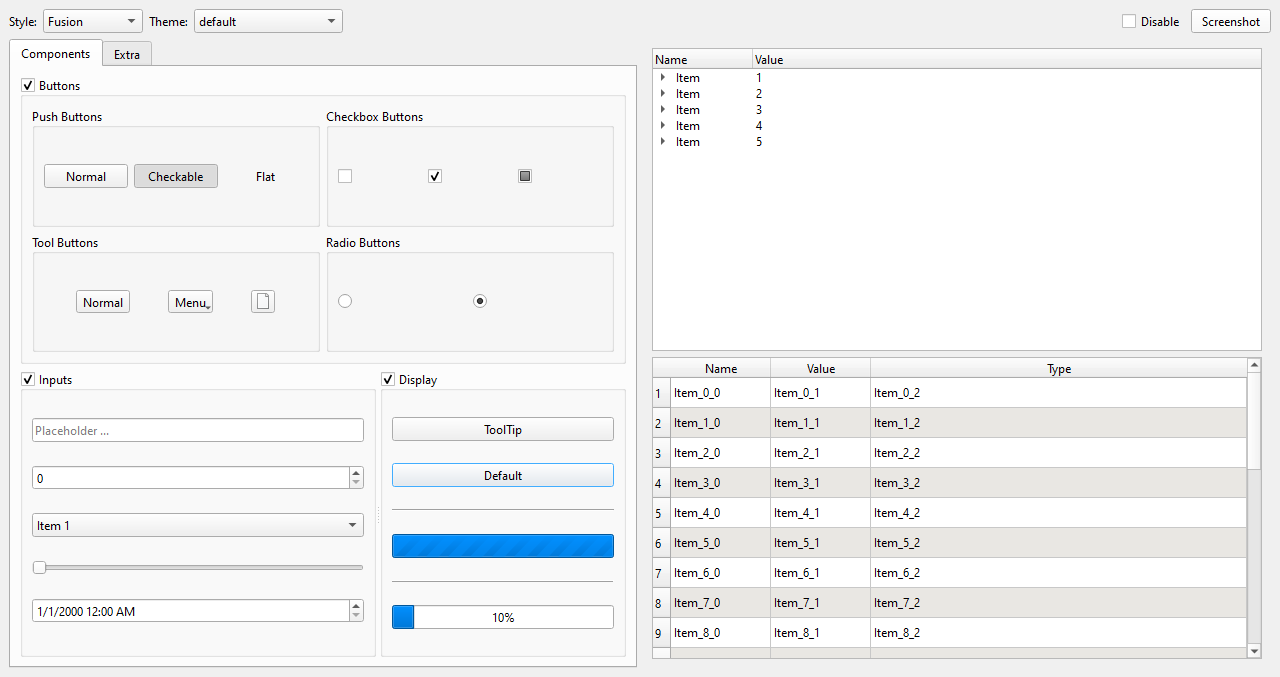 Style: Fusion Theme: default Disable Screenshot
Components Extra
Buttons
Push Buttons
Normal Checkable Flat
Checkbox Buttons
Tool Buttons
Normal Menu
Radio Buttons
Inputs
Placeholder ...
0
Item 1
1/1/2000 12:00 AM
Display
ToolTip
Default
10%
Name Value
Item 1
Item 2
Item 3
Item 4
Item 5
Name Value Type
1 Item_0_0 Item_0_1 Item_0_2
2 Item_1_0 Item_1_1 Item_1_2
3 Item_2_0 Item_2_1 Item_2_2
4 Item_3_0 Item_3_1 Item_3_2
5 Item_4_0 Item_4_1 Item_4_2
6 Item_5_0 Item_5_1 Item_5_2
7 Item_6_0 Item_6_1 Item_6_2
8 Item_7_0 Item_7_1 Item_7_2
9 Item_8_0 Item_8_1 Item_8_2